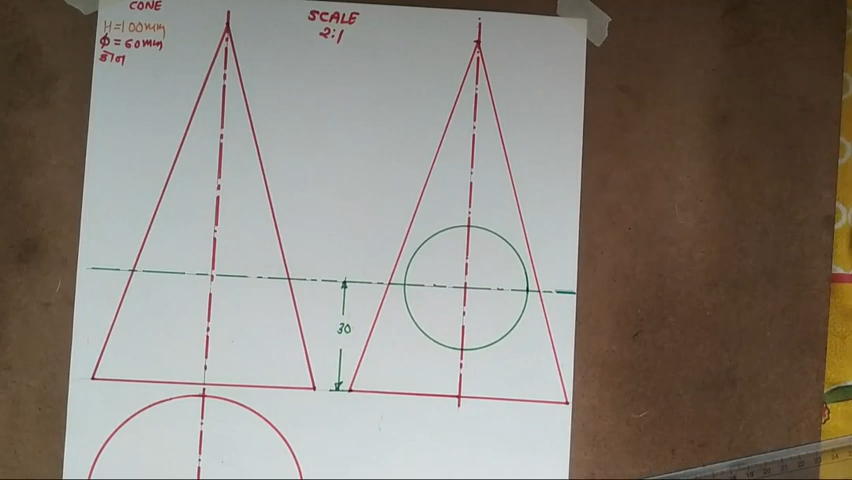 CONE
H=100mm
φ=60mm
SCALE
2:1
30